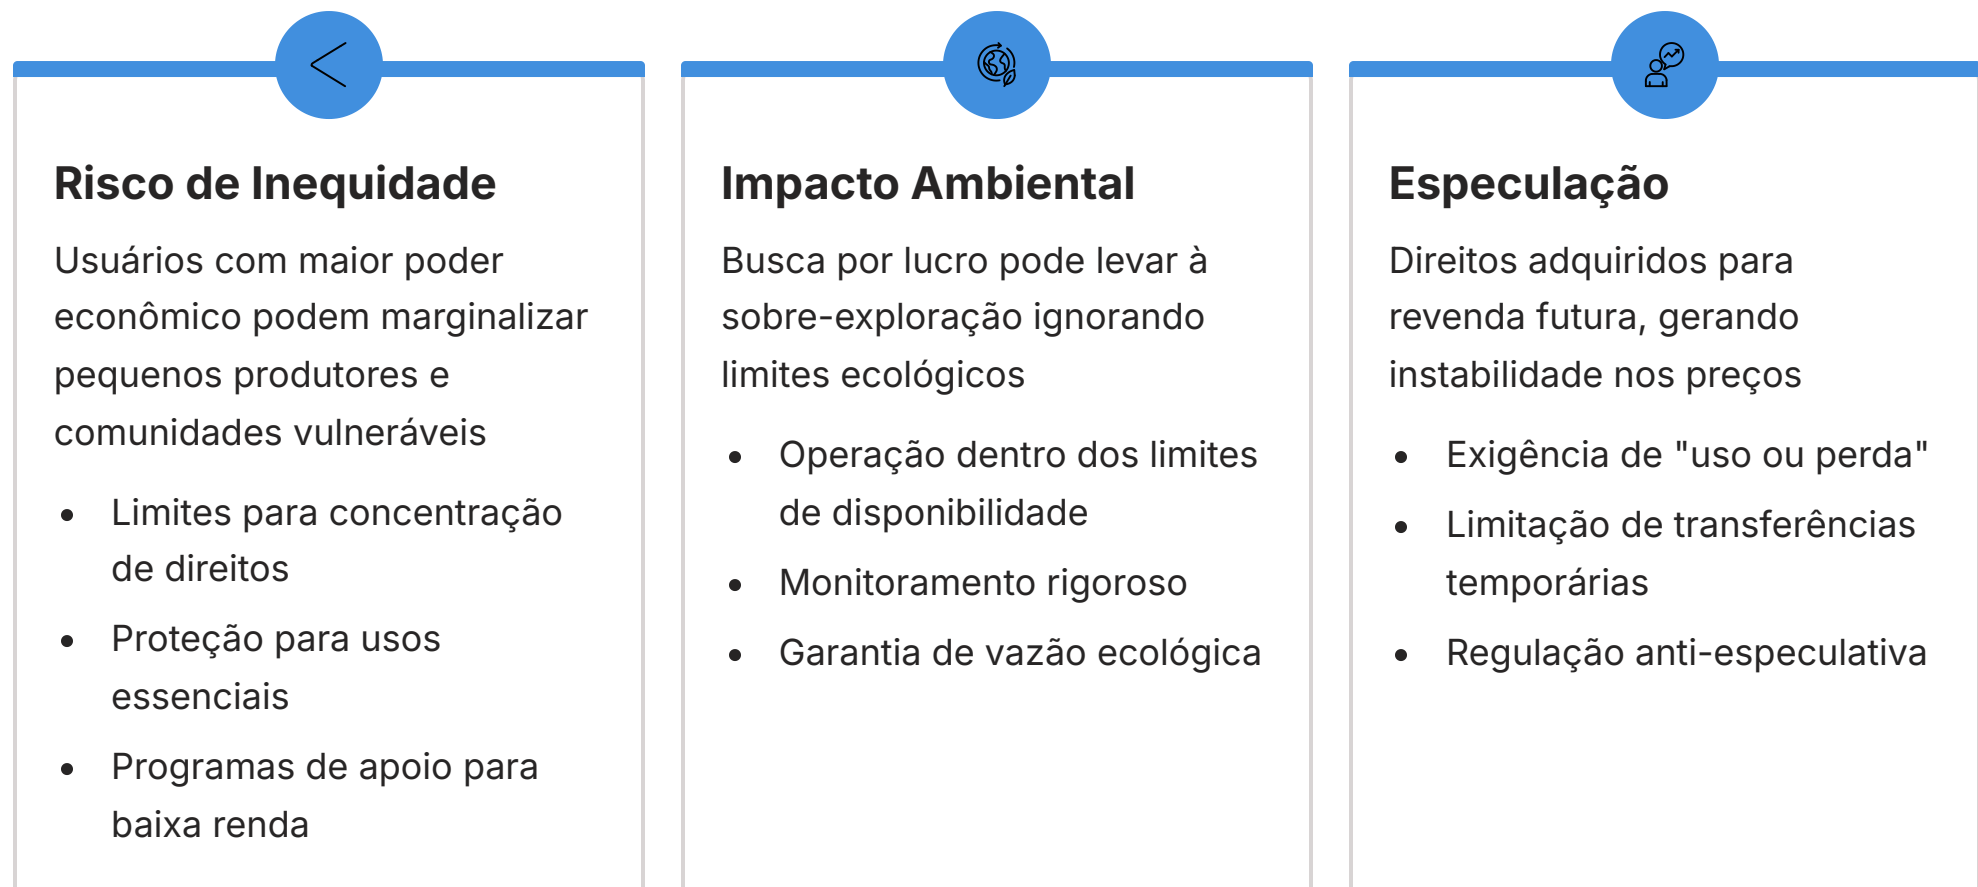 Risco de Inequidade
Usuários com maior poder
econômico podem marginalizar
pequenos produtores e
comunidades vulneráveis
• Limites para concentração
de direitos
• Proteção para usos
essenciais
• Programas de apoio para
baixa renda
Impacto Ambiental
Busca por lucro pode levar à
sobre-exploração ignorando
limites ecológicos
• Operação dentro dos limites
de disponibilidade
• Monitoramento rigoroso
• Garantia de vazão ecológica
Especulação
Direitos adquiridos para
revenda futura, gerando
instabilidade nos preços
• Exigência de "uso ou perda"
• Limitação de transferências
temporárias
• Regulação anti-especulativa